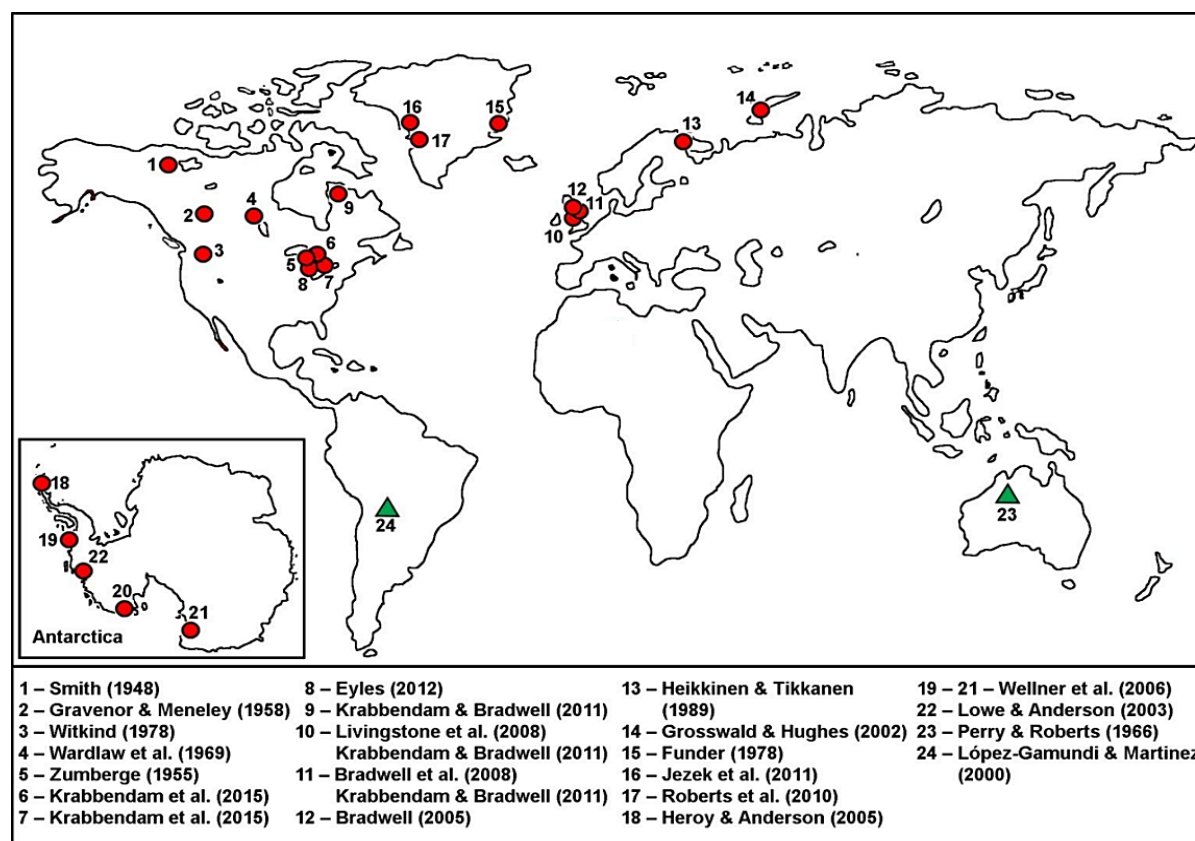 16
15
14
13
17
1
12
11
4
9
2
10
6
3
5
8
7
18
23
24
19
22
20
21
Antarctica
1 – Smith (1948)
2 – Gravenor & Meneley (1958)
3 – Witkind (1978)
4 – Wardlaw et al. (1969)
5 – Zumberge (1955)
6 – Krabbendam et al. (2015)
7 – Krabbendam et al. (2015)
8 – Eyles (2012)
9 – Krabbendam & Bradwell (2011)
10 – Livingstone et al. (2008)
Krabbendam & Bradwell (2011)
11 – Bradwell et al. (2008)
Krabbendam & Bradwell (2011)
12 – Bradwell (2005)
13 – Heikkinen & Tikkanen
(1989)
14 – Grosswald & Hughes (2002)
15 – Funder (1978)
16 – Jezek et al. (2011)
17 – Roberts et al. (2010)
18 – Heroy & Anderson (2005)
19 – 21 – Wellner et al. (2006)
22 – Lowe & Anderson (2003)
23 – Perry & Roberts (1966)
24 – López-Gamundi & Martinez
(2000)